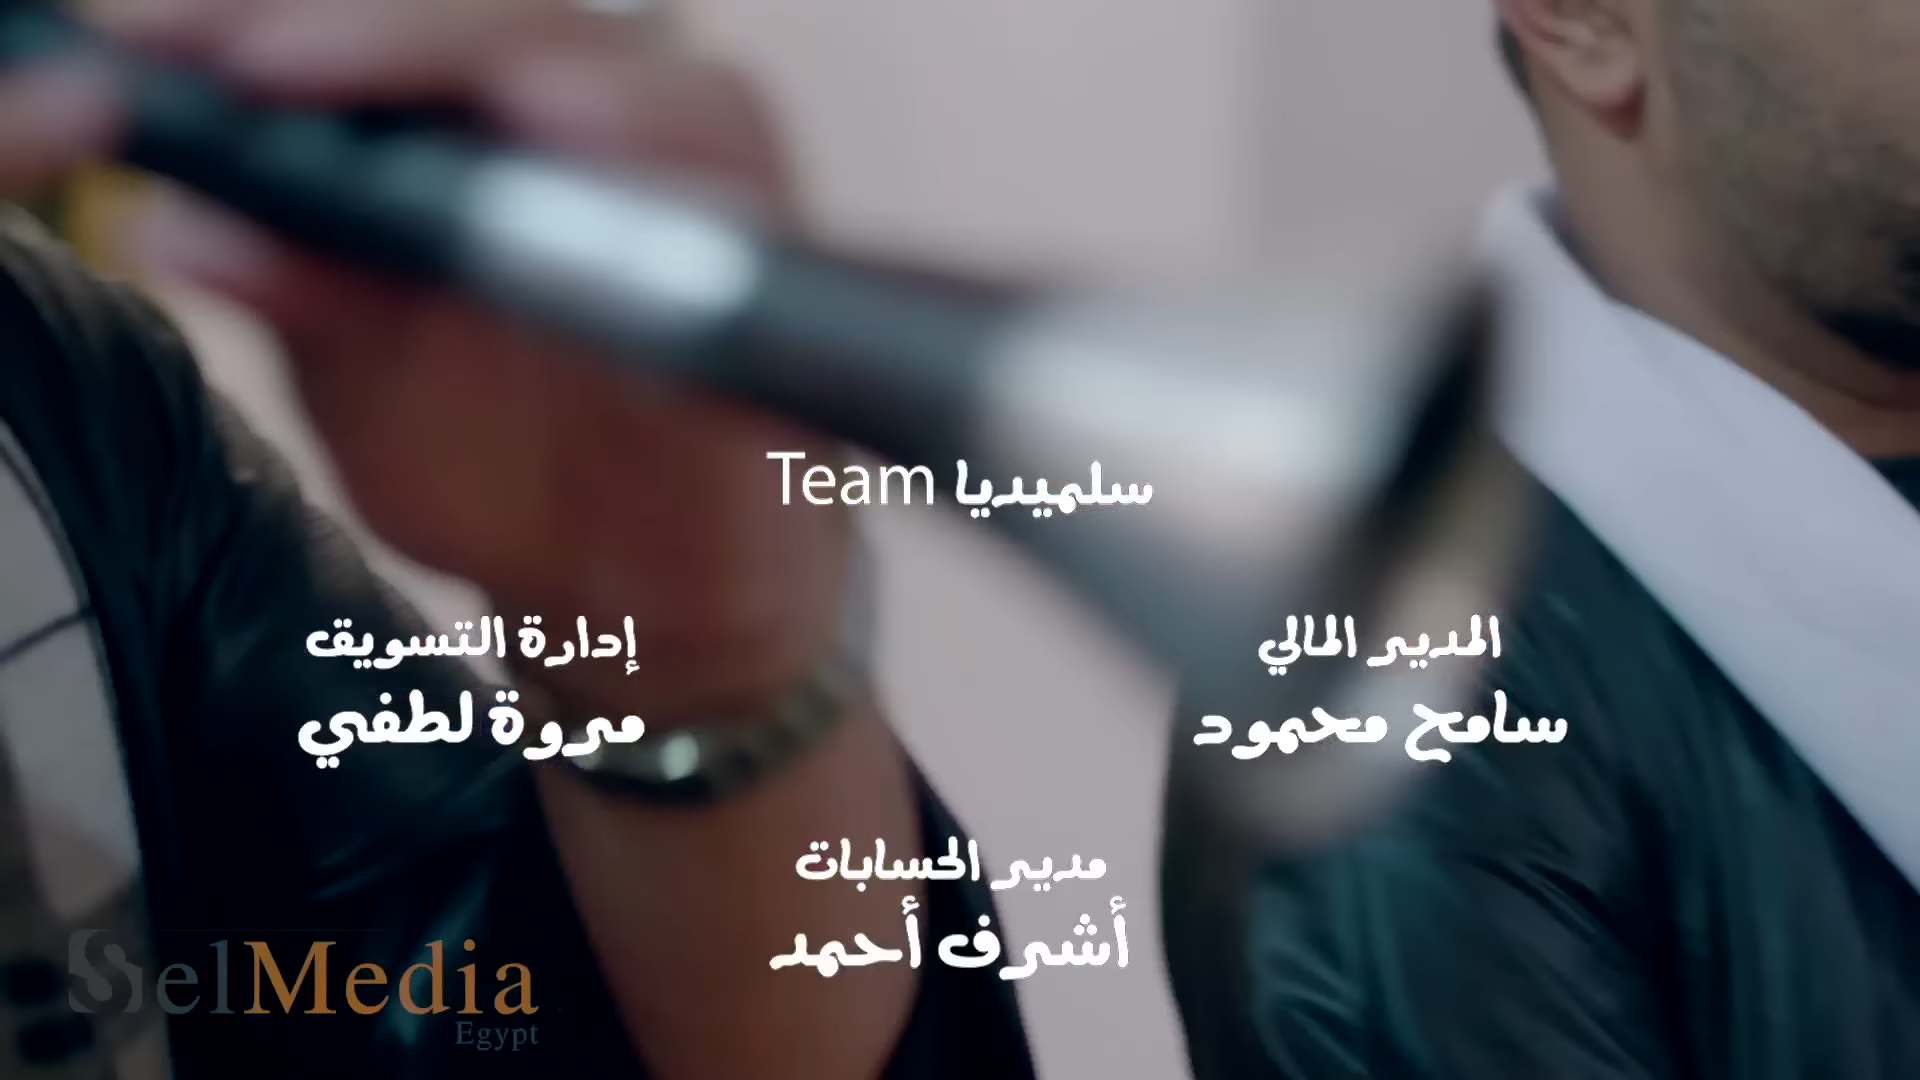 سلميديا Team
المدير المالي
سامح محمود
إدارة التسويق
مروة لطفي
مدير الحسابات
أشرف أحمد
SelMedia
Egypt